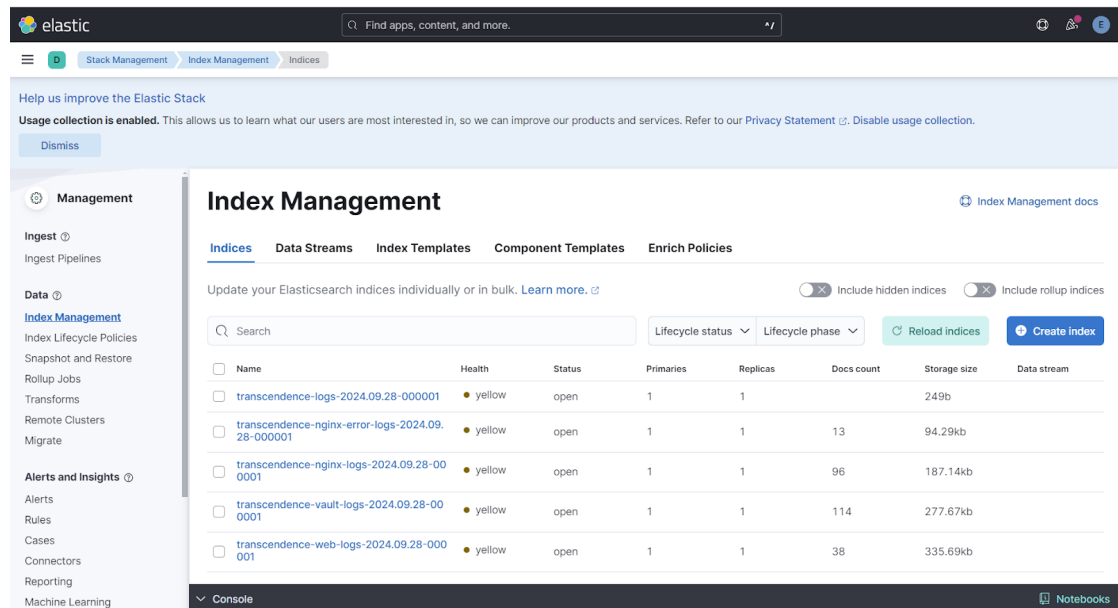 elastic
Find apps, content, and more.
^/
E
D
Stack Management
Index Management
Indices
Help us improve the Elastic Stack
Usage collection is enabled. This allows us to learn what our users are most interested in, so we can improve our products and services. Refer to our Privacy Statement. Disable usage collection.
Dismiss
Management
Ingest
Ingest Pipelines
Data
Index Management
Index Lifecycle Policies
Snapshot and Restore
Rollup Jobs
Transforms
Remote Clusters
Migrate
Alerts and Insights
Alerts
Rules
Cases
Connectors
Reporting
Machine Learning
Index Management
Index Management docs
Indices Data Streams Index Templates Component Templates Enrich Policies
Update your Elasticsearch indices individually or in bulk. Learn more.
Include hidden indices
Include rollup indices
Search
Lifecycle status
Lifecycle phase
Reload indices
Create index
Name Health Status Primaries Replicas Docs count Storage size Data stream
transcendence-logs-2024.09.28-000001 yellow open 1 1 249b
transcendence-nginx-error-logs-2024.09.
28-000001 yellow open 1 1 13 94.29kb
transcendence-nginx-logs-2024.09.28-00
0001 yellow open 1 1 96 187.14kb
transcendence-vault-logs-2024.09.28-00
0001 yellow open 1 1 114 277.67kb
transcendence-web-logs-2024.09.28-000
001 yellow open 1 1 38 335.69kb
Console
Notebooks